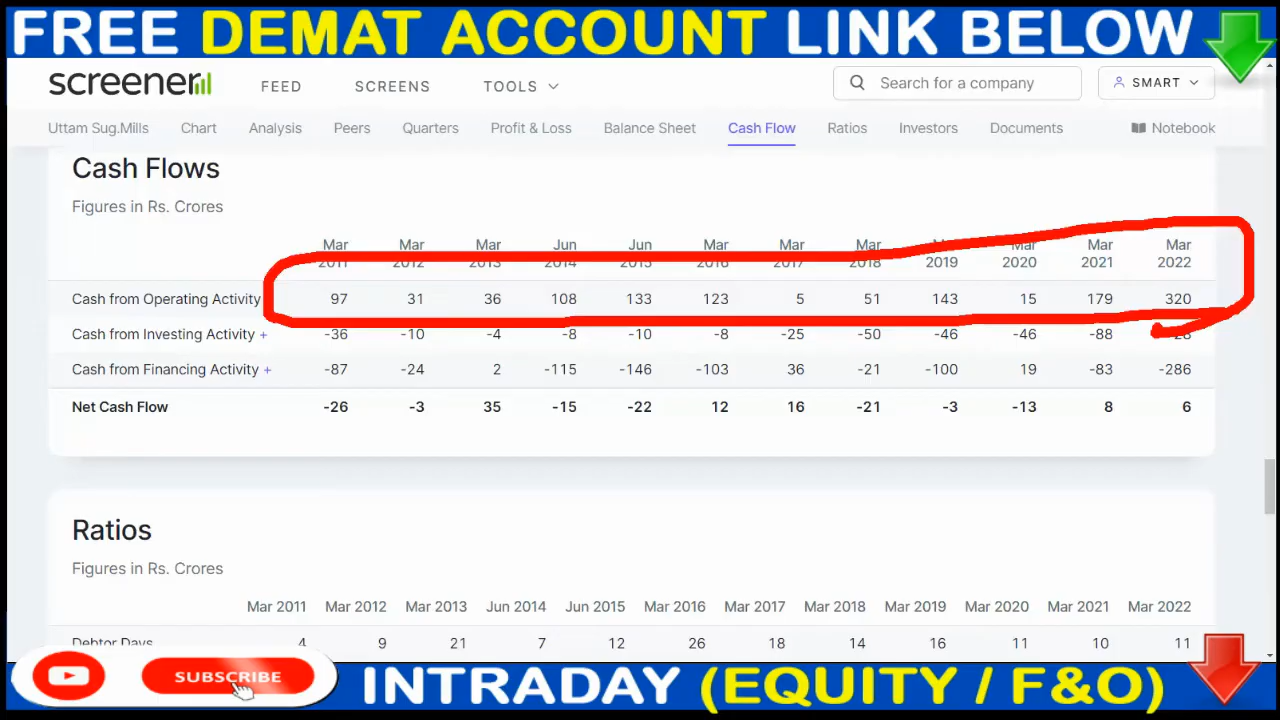 FREE DEMAT ACCOUNT LINK BELOW
screener FEED SCREENS TOOLS Search for a company SMART
Uttam Sug.Mills Chart Analysis Peers Quarters Profit & Loss Balance Sheet Cash Flow Ratios Investors Documents Notebook
Cash Flows
Figures in Rs. Crores
Mar Mar Mar Jun Jun Mar Mar Mar Mar Mar Mar Mar
2011 2012 2013 2014 2015 2016 2017 2018 2019 2020 2021 2022
Cash from Operating Activity 97 31 36 108 133 123 5 51 143 15 179 320
Cash from Investing Activity + -36 -10 -4 -8 -10 -8 -25 -50 -46 -46 -88 -28
Cash from Financing Activity + -87 -24 2 -115 -146 -103 36 -21 -100 19 -83 -286
Net Cash Flow -26 -3 35 -15 -22 12 16 -21 -3 -13 8 6
Ratios
Figures in Rs. Crores
Mar 2011 Mar 2012 Mar 2013 Jun 2014 Jun 2015 Mar 2016 Mar 2017 Mar 2018 Mar 2019 Mar 2020 Mar 2021 Mar 2022
Debtor Days 4 9 21 7 12 26 18 14 16 11 10 11
SUBSCRIBE
INTRADAY (EQUITY / F&O)